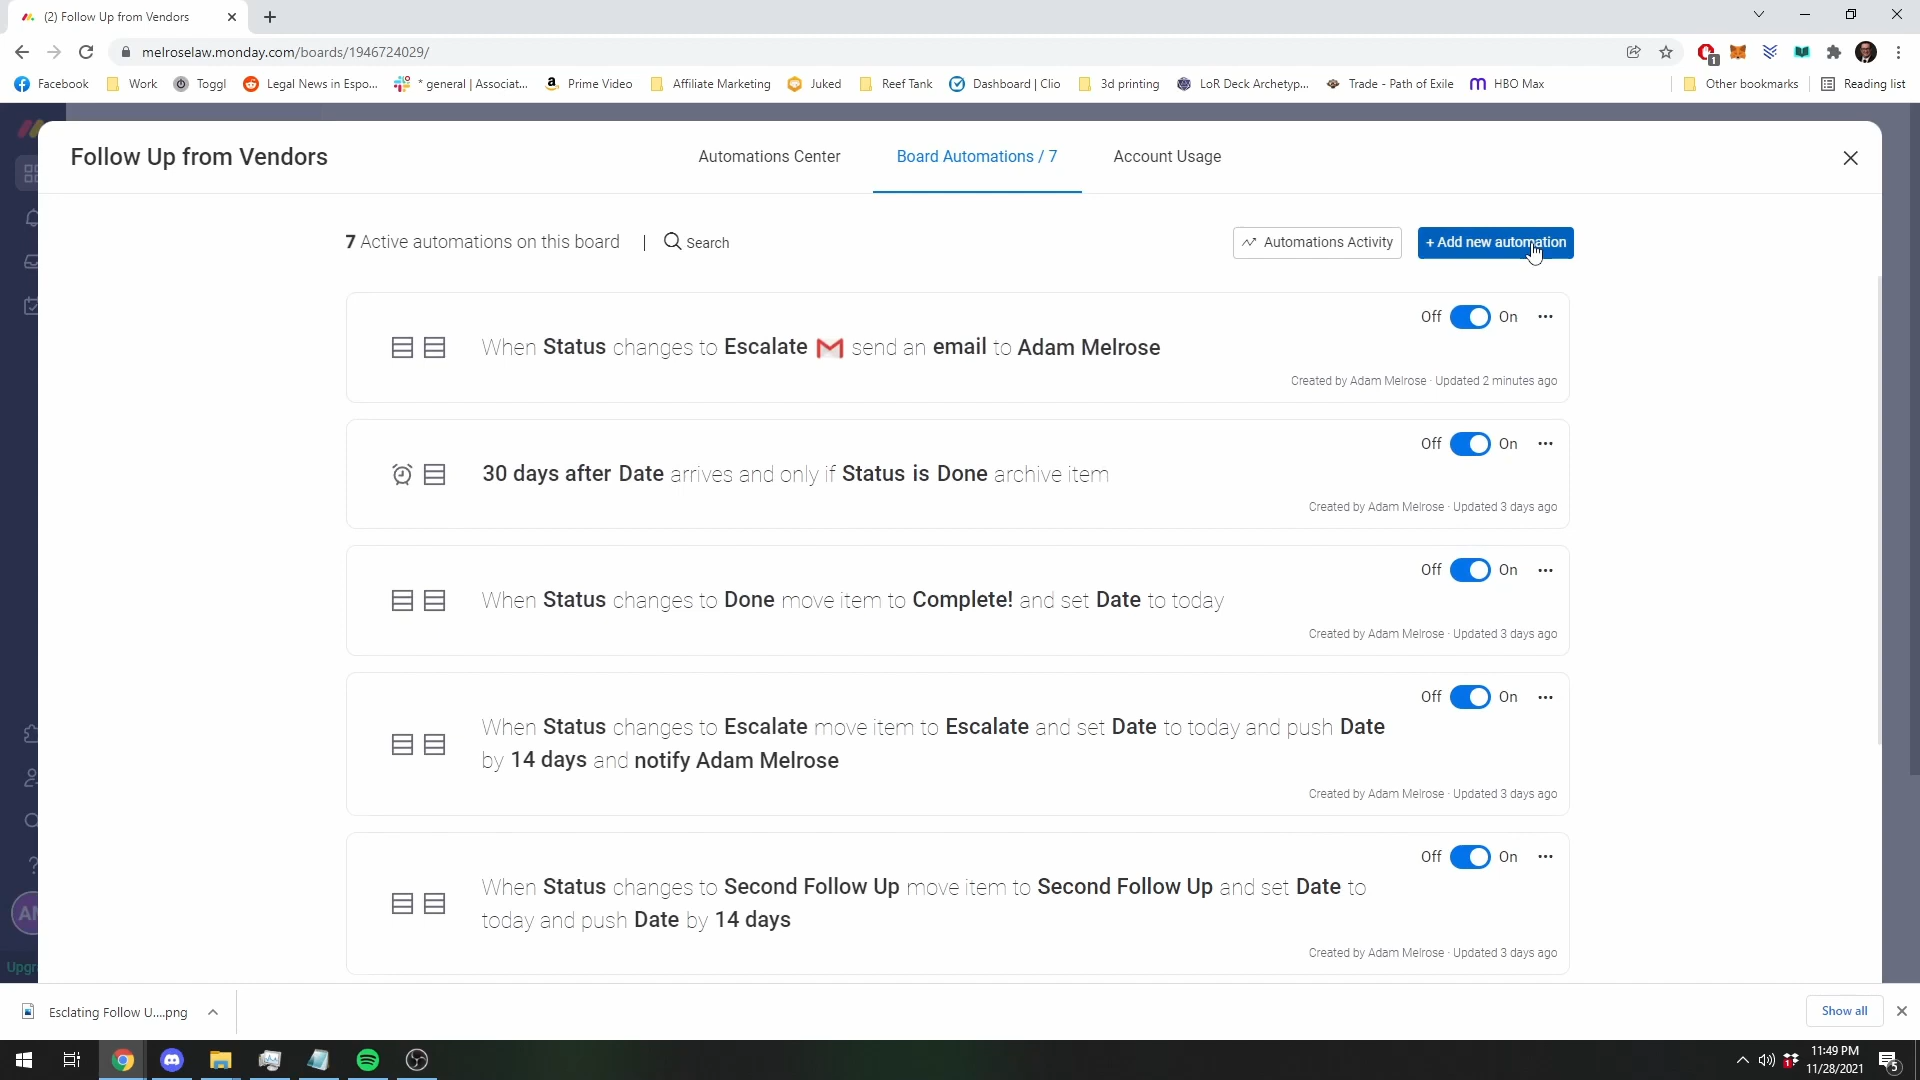 (2) Follow Up from Vendors
melroselaw.monday.com/boards/1946724029/
1
Facebook
Work
Toggl
Legal News in Espo...
* general | Associat...
Prime Video
Affiliate Marketing
Juked
Reef Tank
Dashboard | Clio
3d printing
LoR Deck Archetyp...
Trade - Path of Exile
HBO Max
Other bookmarks
Reading list
Follow Up from Vendors
Automations Center
Board Automations / 7
Account Usage
7 Active automations on this board
|
Search
Automations Activity
+ Add new automation
Off
On
When Status changes to Escalate send an email to Adam Melrose
Created by Adam Melrose · Updated 2 minutes ago
Off
On
30 days after Date arrives and only if Status is Done archive item
Created by Adam Melrose · Updated 3 days ago
Off
On
When Status changes to Done move item to Complete! and set Date to today
Created by Adam Melrose · Updated 3 days ago
Off
On
When Status changes to Escalate move item to Escalate and set Date to today and push Date
by 14 days and notify Adam Melrose
Created by Adam Melrose · Updated 3 days ago
Off
On
When Status changes to Second Follow Up move item to Second Follow Up and set Date to
today and push Date by 14 days
Created by Adam Melrose · Updated 3 days ago
AM
Upgr
Esclating Follow U....png
Show all
11:49 PM
11/28/2021
1
5